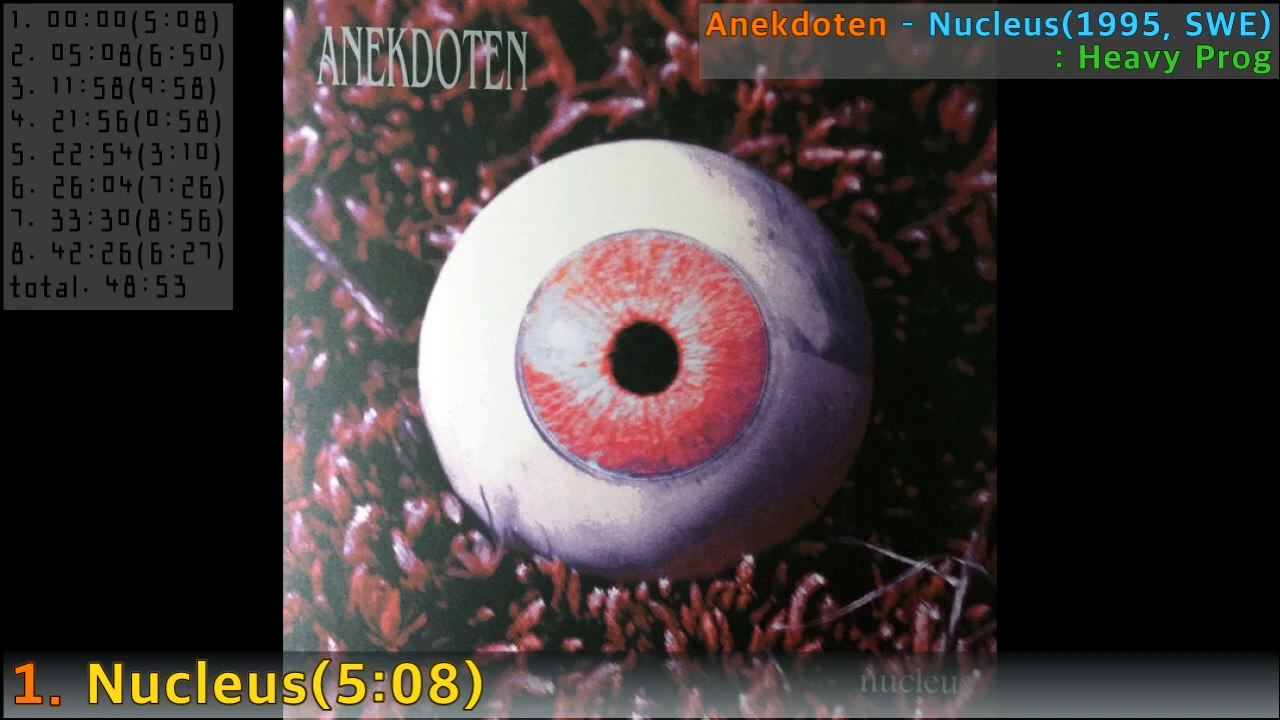 1. 00:00(5:08)
2. 05:08(6:50)
3. 11:58(9:58)
4. 21:56(0:58)
5. 22:54(3:10)
6. 26:04(7:26)
7. 33:30(8:56)
8. 42:26(6:27)
total. 48:53
ANEKDOTEN
Anekdoten - Nucleus(1995, SWE)
: Heavy Prog
nucleus
1. Nucleus(5:08)